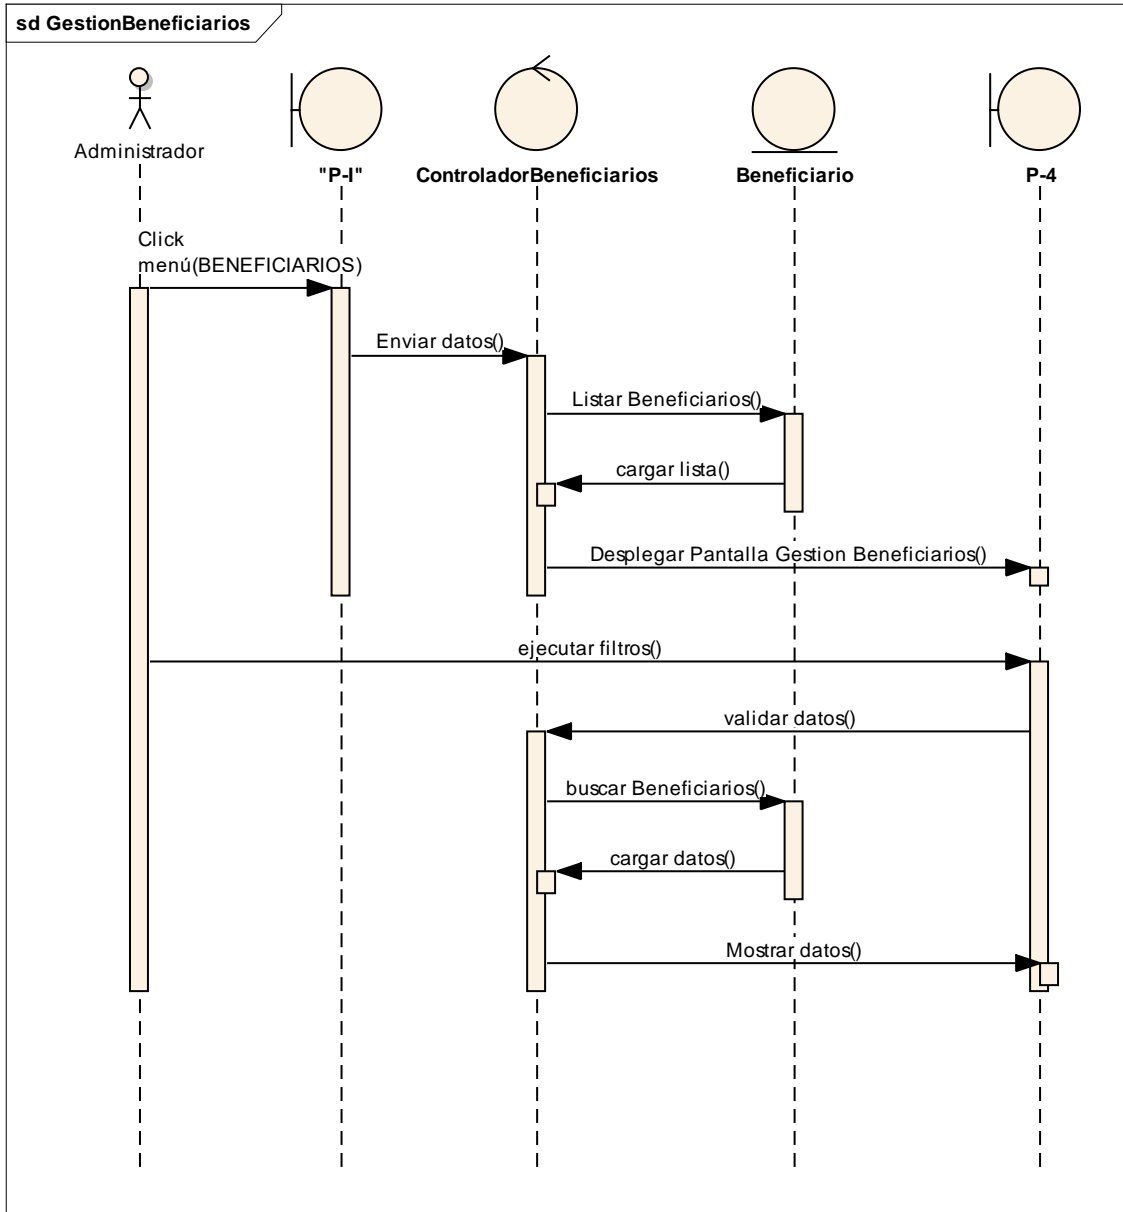 sd GestionBeneficiarios
Administrador
"P-I"
ControladorBeneficiarios
Beneficiario
P-4
Click
menú(BENEFICIARIOS)
Enviar datos()
Listar Beneficiarios()
cargar lista()
Desplegar Pantalla Gestion Beneficiarios()
ejecutar filtros()
validar datos()
buscar Beneficiarios()
cargar datos()
Mostrar datos()